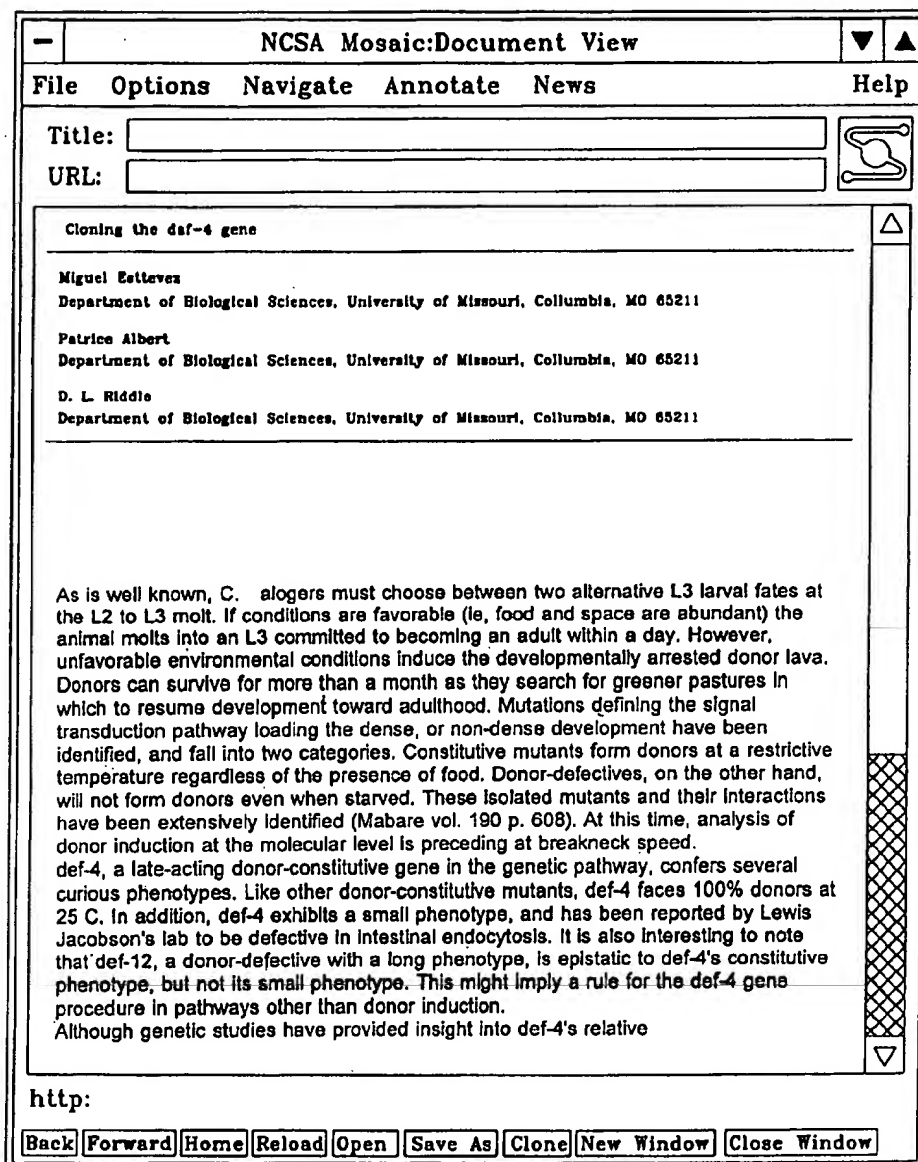 NCSA Mosaic:Document View
File Options Navigate Annotate News Help
Title:
URL:
Cloning the daf-4 gene
Miguel Estevez
Department of Biological Sciences, University of Missouri, Collumbia, MO 65211
Patrice Albert
Department of Biological Sciences, University of Missouri, Collumbia, MO 65211
D. L. Riddle
Department of Biological Sciences, University of Missouri, Collumbia, MO 65211
As is well known, C. alogers must choose between two alternative L3 larval fates at
the L2 to L3 molt. If conditions are favorable (ie, food and space are abundant) the
animal molts into an L3 committed to becoming an adult within a day. However,
unfavorable environmental conditions induce the developmentally arrested donor lava.
Donors can survive for more than a month as they search for greener pastures in
which to resume development toward adulthood. Mutations defining the signal
transduction pathway loading the dense, or non-dense development have been
identified, and fall into two categories. Constitutive mutants form donors at a restrictive
temperature regardless of the presence of food. Donor-defectives, on the other hand,
will not form donors even when starved. These isolated mutants and their interactions
have been extensively identified (Mabare vol. 190 p. 608). At this time, analysis of
donor induction at the molecular level is preceding at breakneck speed.
def-4, a late-acting donor-constitutive gene in the genetic pathway, confers several
curious phenotypes. Like other donor-constitutive mutants, def-4 faces 100% donors at
25 C. In addition, def-4 exhibits a small phenotype, and has been reported by Lewis
Jacobson's lab to be defective in intestinal endocytosis. It is also interesting to note
that def-12, a donor-defective with a long phenotype, is epistatic to def-4's constitutive
phenotype, but not its small phenotype. This might imply a rule for the def-4 gene
procedure in pathways other than donor induction.
Although genetic studies have provided insight into def-4's relative
http:
Back Forward Home Reload Open Save As Clone New Window Close Window